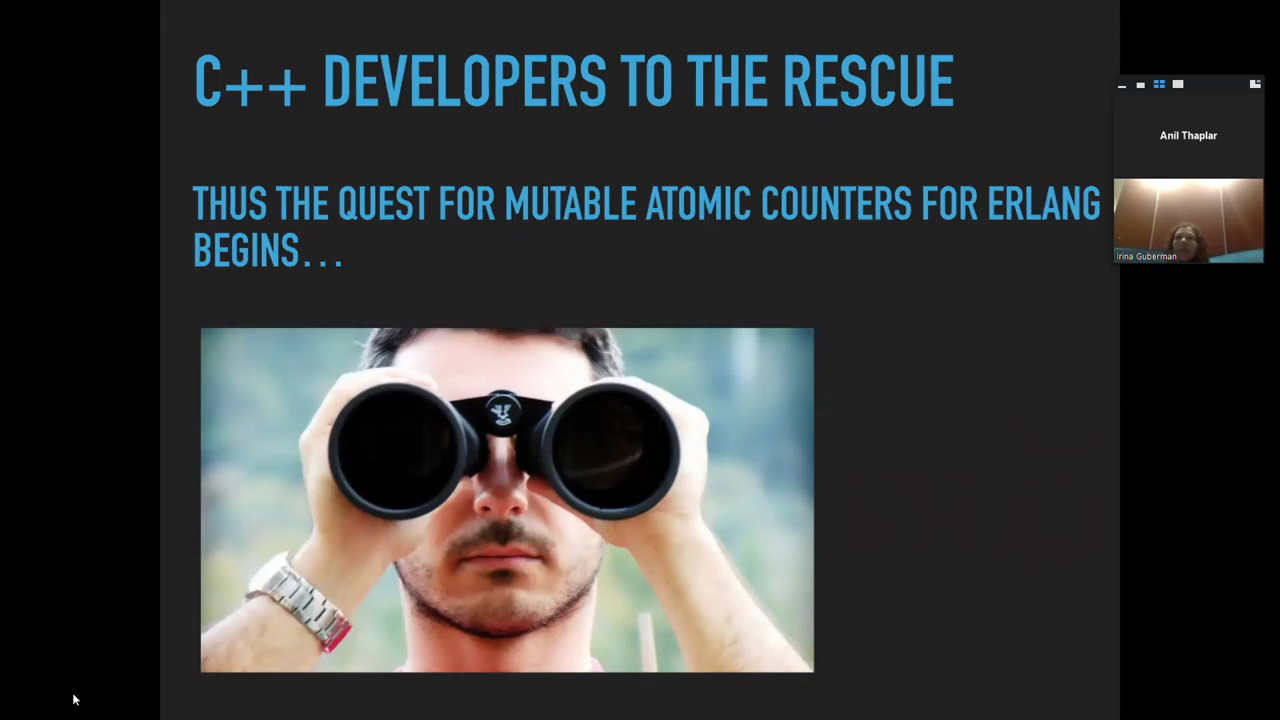 C++ DEVELOPERS TO THE RESCUE
THUS THE QUEST FOR MUTABLE ATOMIC COUNTERS FOR ERLANG
BEGINS...
Anil Thaplar
Irina Guberman